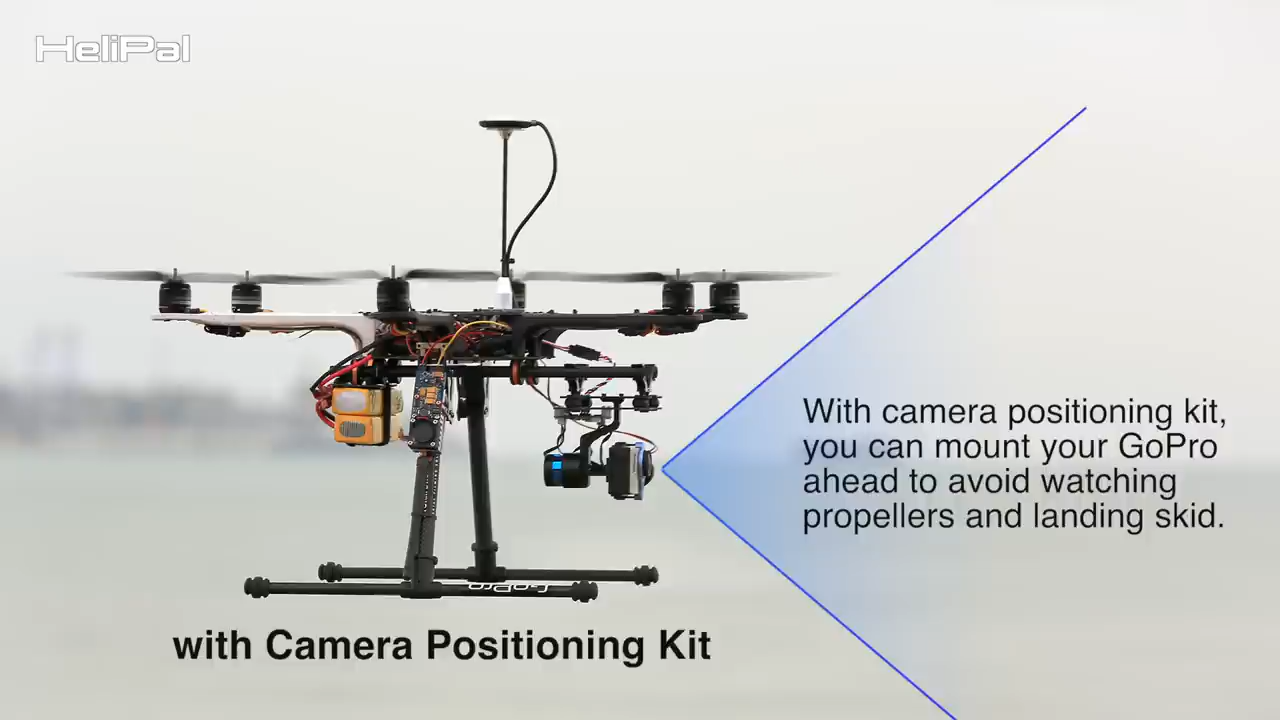 HeliPal
With camera positioning kit,
you can mount your GoPro
ahead to avoid watching
propellers and landing skid.
GoPro
with Camera Positioning Kit